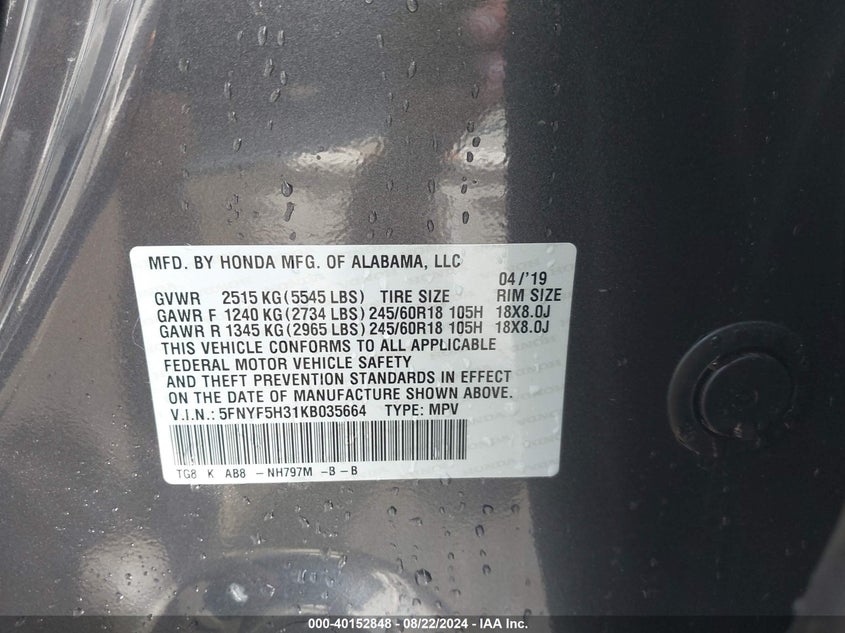 MFD. BY HONDA MFG. OF ALABAMA, LLC
04/'19
GVWR 2515 KG (5545 LBS) TIRE SIZE RIM SIZE
GAWR F 1240 KG (2734 LBS) 245/60R18 105H 18X8.0J
GAWR R 1345 KG (2965 LBS) 245/60R18 105H 18X8.0J
THIS VEHICLE CONFORMS TO ALL APPLICABLE
FEDERAL MOTOR VEHICLE SAFETY
AND THEFT PREVENTION STANDARDS IN EFFECT
ON THE DATE OF MANUFACTURE SHOWN ABOVE.
V.I.N.: 5FNYF5H31KB035664 TYPE: MPV
TG8 K AB8 -NH797M -B-B
000-40152848 - 08/22/2024 - IAA Inc.